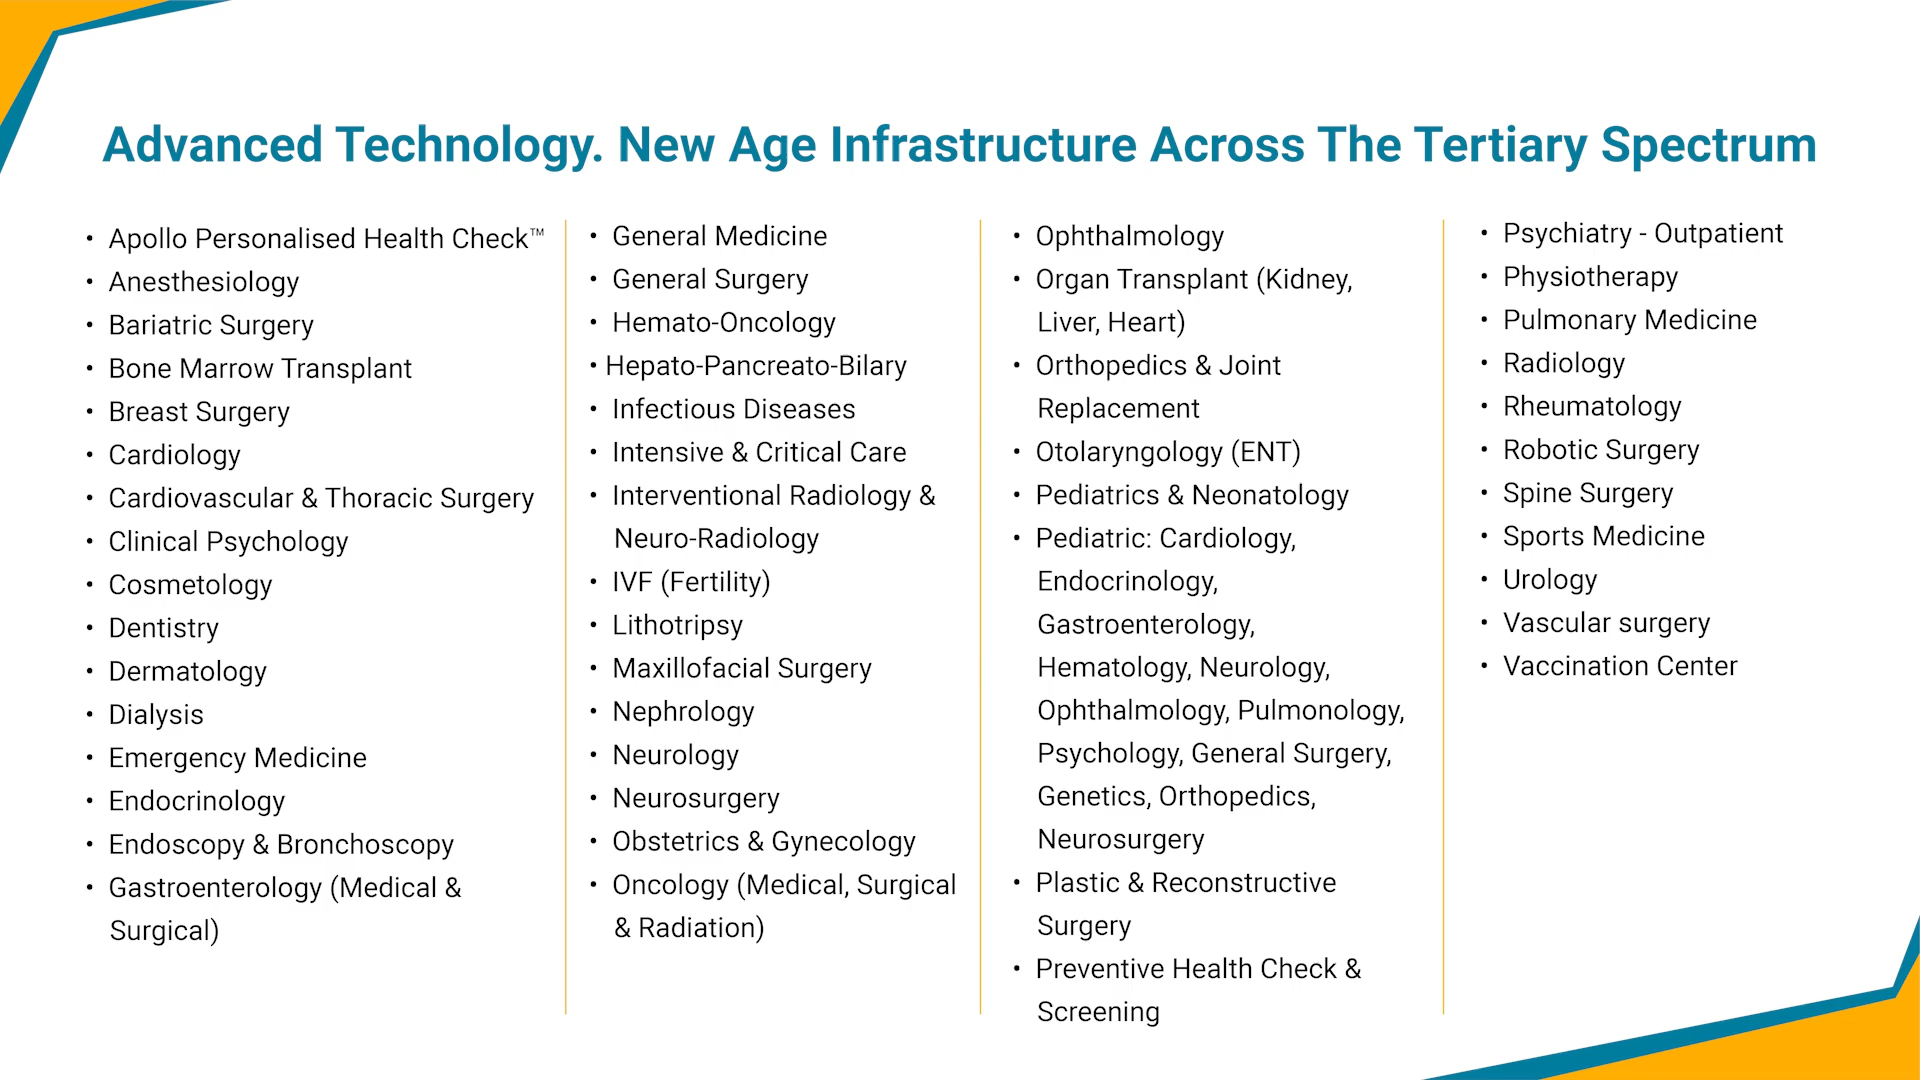 Advanced Technology. New Age Infrastructure Across The Tertiary Spectrum
• Apollo Personalised Health Check™
• Anesthesiology
• Bariatric Surgery
• Bone Marrow Transplant
• Breast Surgery
• Cardiology
• Cardiovascular & Thoracic Surgery
• Clinical Psychology
• Cosmetology
• Dentistry
• Dermatology
• Dialysis
• Emergency Medicine
• Endocrinology
• Endoscopy & Bronchoscopy
• Gastroenterology (Medical &
Surgical)
• General Medicine
• General Surgery
• Hemato-Oncology
• Hepato-Pancreato-Bilary
• Infectious Diseases
• Intensive & Critical Care
• Interventional Radiology &
Neuro-Radiology
• IVF (Fertility)
• Lithotripsy
• Maxillofacial Surgery
• Nephrology
• Neurology
• Neurosurgery
• Obstetrics & Gynecology
• Oncology (Medical, Surgical
& Radiation)
• Ophthalmology
• Organ Transplant (Kidney,
Liver, Heart)
• Orthopedics & Joint
Replacement
• Otolaryngology (ENT)
• Pediatrics & Neonatology
• Pediatric: Cardiology,
Endocrinology,
Gastroenterology,
Hematology, Neurology,
Ophthalmology, Pulmonology,
Psychology, General Surgery,
Genetics, Orthopedics,
Neurosurgery
• Plastic & Reconstructive
Surgery
• Preventive Health Check &
Screening
• Psychiatry - Outpatient
• Physiotherapy
• Pulmonary Medicine
• Radiology
• Rheumatology
• Robotic Surgery
• Spine Surgery
• Sports Medicine
• Urology
• Vascular surgery
• Vaccination Center